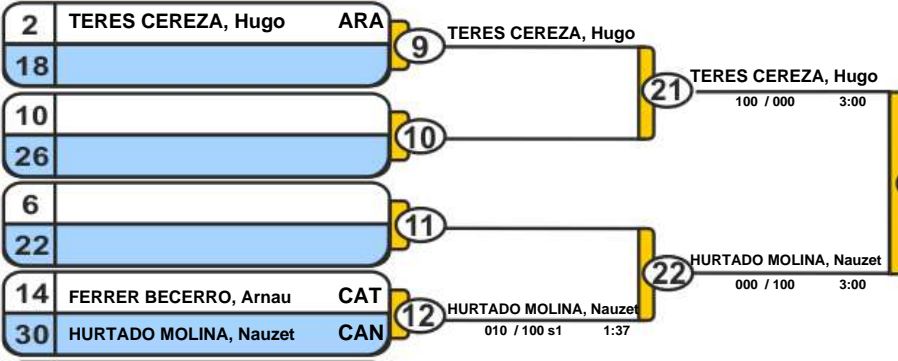 2 TERES CEREZA, Hugo ARA
18
9 TERES CEREZA, Hugo
10
26
10
21 TERES CEREZA, Hugo
100 / 000 3:00
6
22
11
14 FERRER BECERRO, Arnau CAT
30 HURTADO MOLINA, Nauzet CAN
12 HURTADO MOLINA, Nauzet
010 / 100 s1 1:37
22 HURTADO MOLINA, Nauzet
000 / 100 3:00